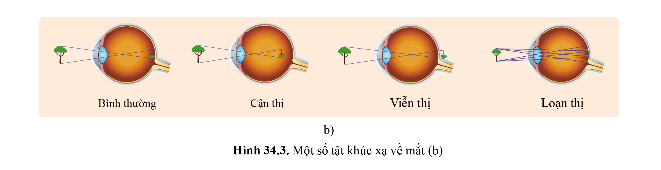 Bình thường Cận thị Viễn thị Loạn thị
b)
Hình 34.3. Một số tật khúc xạ về mắt (b)